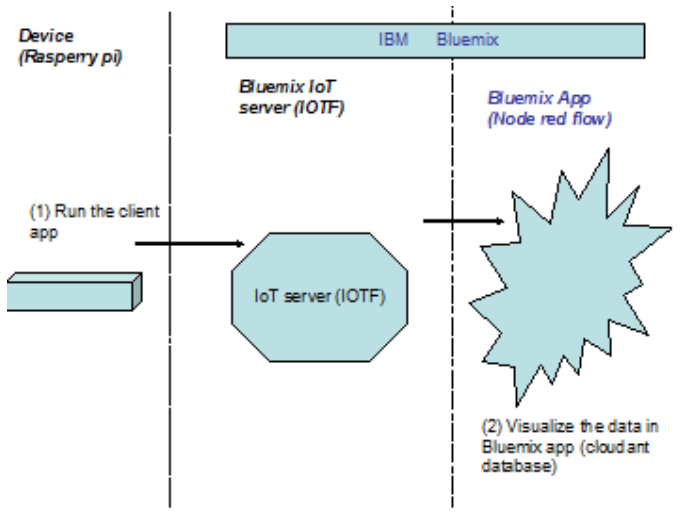 Device
(Rasperry pi)
IBM Bluemix
Bluemix IoT
server (IOTF)
Bluemix App
(Node red flow)
(1) Run the client
app
IoT server (IOTF)
(2) Visualize the data in
Bluemix app (cloudant
database)